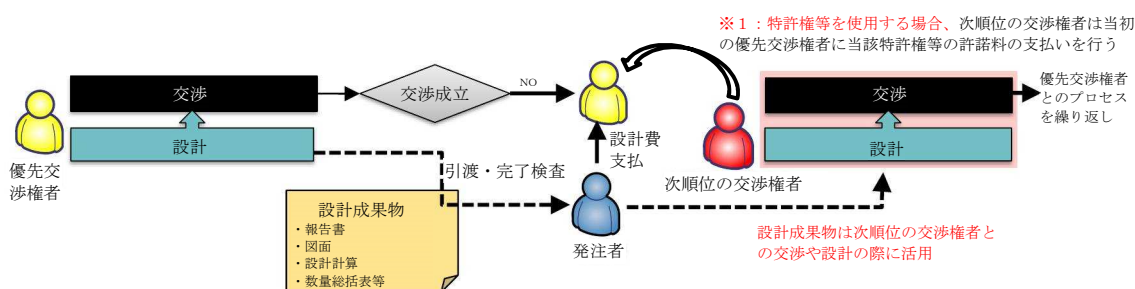 ※１：特許権等を使用する場合、次順位の交渉権者は当初
の優先交渉権者に当該特許権等の許諾料の支払いを行う
交渉
設計
優先交
渉権者
交渉成立
NO
設計費
支払
引渡・完了検査
設計成果物
・報告書
・図面
・設計計算
・数量総括表等
発注者
次順位の交渉権者
交渉
設計
優先交渉権者
とのプロセス
を繰り返し
設計成果物は次順位の交渉権者と
の交渉や設計の際に活用